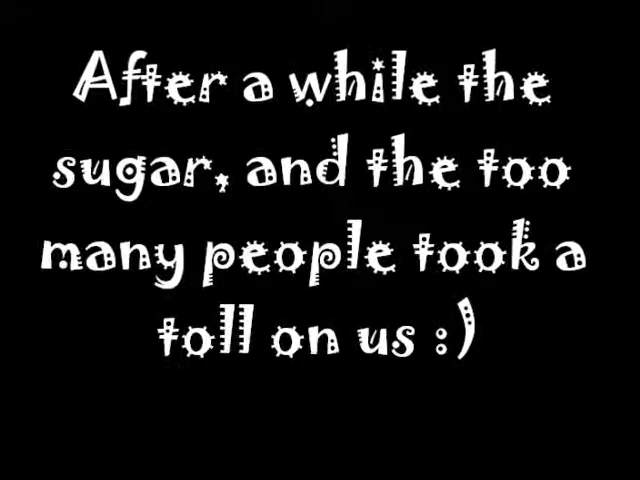 After a while the
sugar, and the too
many people took a
toll on us :)